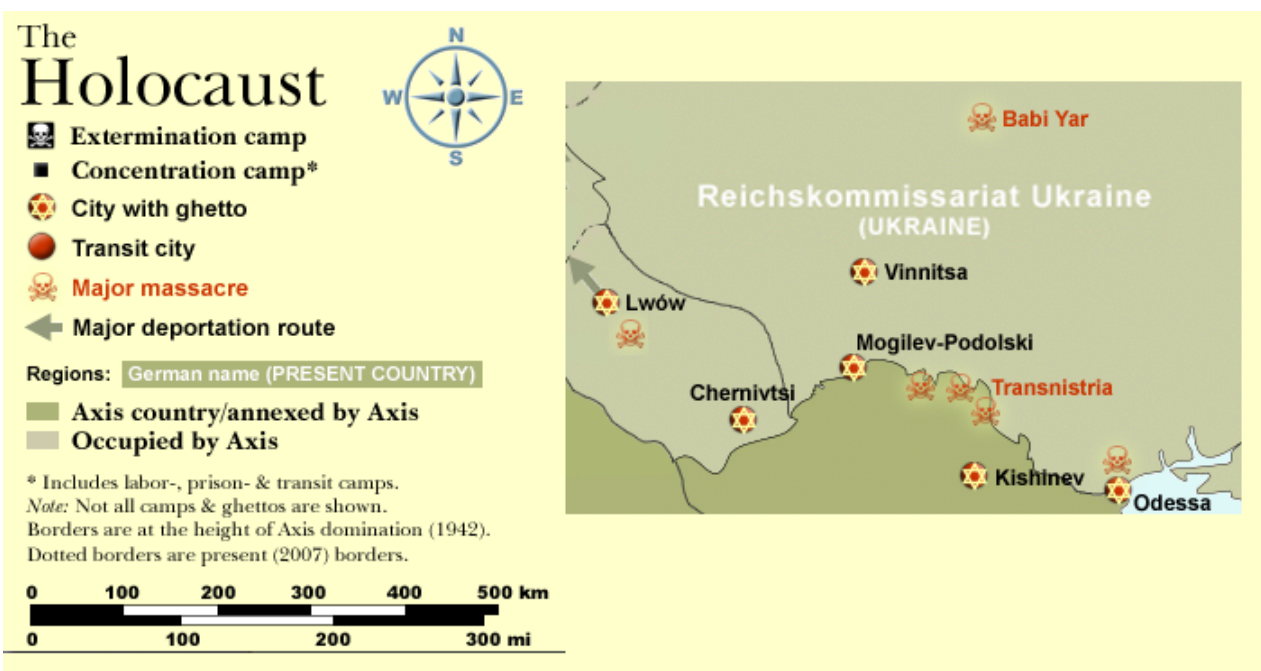 The
Holocaust
N
W
E
S
Extermination camp
Concentration camp*
City with ghetto
Transit city
Major massacre
Major deportation route
Regions: German name (PRESENT COUNTRY)
Axis country/annexed by Axis
Occupied by Axis
* Includes labor-, prison- & transit camps.
Note: Not all camps & ghettos are shown.
Borders are at the height of Axis domination (1942).
Dotted borders are present (2007) borders.
0 100 200 300 400 500 km
0 100 200 300 mi
Babi Yar
Reichskommissariat Ukraine
(UKRAINE)
Vinnitsa
Lwów
Mogilev-Podolski
Chernivtsi
Transnistria
Kishinev
Odessa